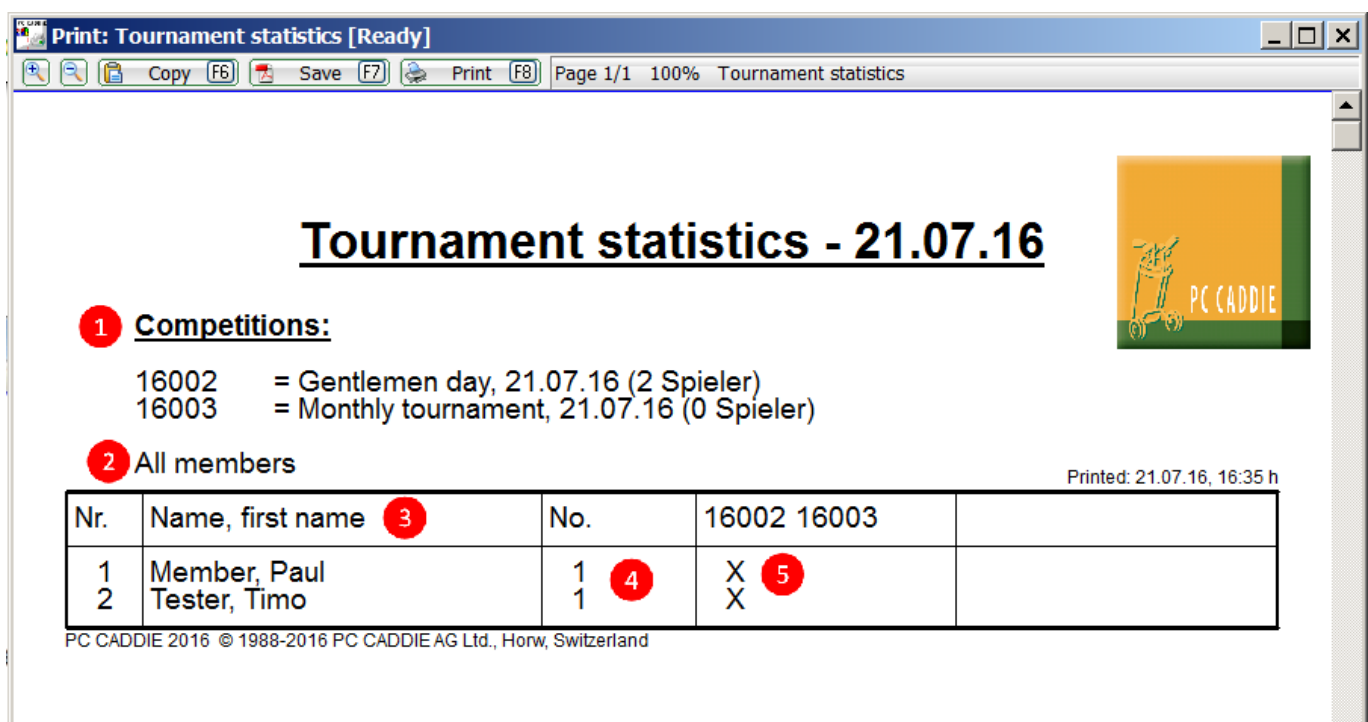 Print: Tournament statistics [Ready]
Copy F6 Save F7 Print F8 Page 1/1 100% Tournament statistics
Tournament statistics - 21.07.16
PC CADDIE
1 Competitions:
16002 = Gentlemen day, 21.07.16 (2 Spieler)
16003 = Monthly tournament, 21.07.16 (0 Spieler)
2 All members
Printed: 21.07.16, 16:35 h
Nr. Name, first name 3 No. 16002 16003
1 Member, Paul 1 4 X 5
2 Tester, Timo 1 X
PC CADDIE 2016 © 1988-2016 PC CADDIE AG Ltd., Horw, Switzerland